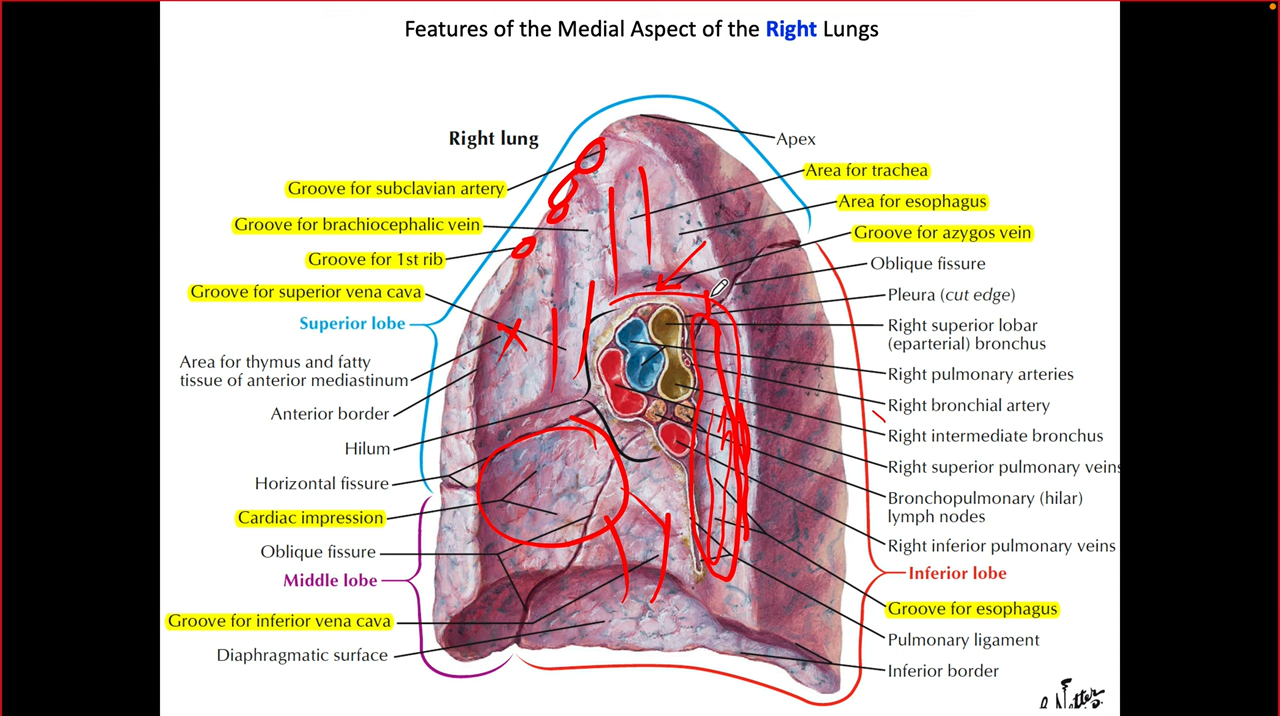 Features of the Medial Aspect of the Right Lungs
Right lung
Groove for subclavian artery
Groove for brachiocephalic vein
Groove for 1st rib
Groove for superior vena cava
Superior lobe
Area for thymus and fatty
tissue of anterior mediastinum
Anterior border
Hilum
Horizontal fissure
Cardiac impression
Oblique fissure
Middle lobe
Groove for inferior vena cava
Diaphragmatic surface
Apex
Area for trachea
Area for esophagus
Groove for azygos vein
Oblique fissure
Pleura (cut edge)
Right superior lobar
(eparterial) bronchus
Right pulmonary arteries
Right bronchial artery
Right intermediate bronchus
Right superior pulmonary veins
Bronchopulmonary (hilar)
lymph nodes
Right inferior pulmonary veins
Inferior lobe
Groove for esophagus
Pulmonary ligament
Inferior border